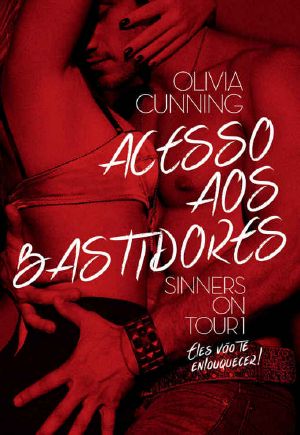 OLIVIA
CUNNING
ACESSO
AOS
BASTIDORES
SINNERS
ON
TOUR 1
ELES VÃO TE
ENLOUQUECER!